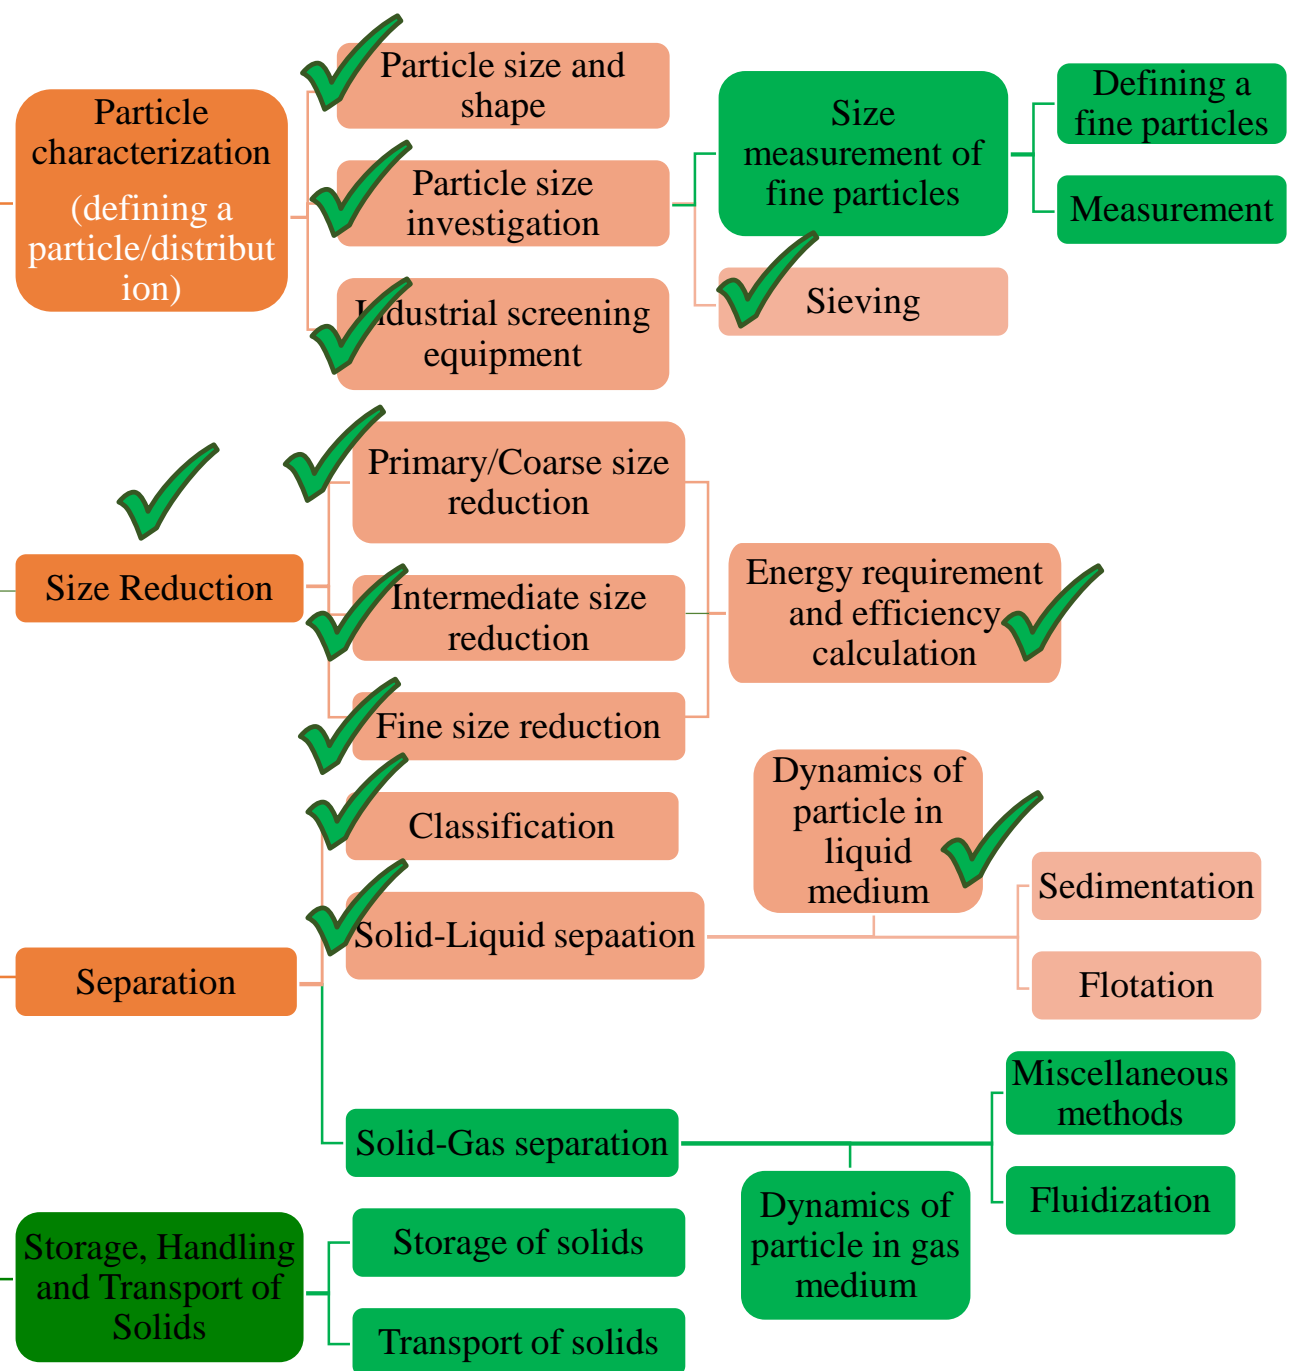 Particle
characterization
(defining a
particle/distribut
ion)
Particle size and
shape
Particle size
investigation
Industrial screening
equipment
Size
measurement of
fine particles
Sieving
Defining a
fine particles
Measurement
Size Reduction
Primary/Coarse size
reduction
Intermediate size
reduction
Fine size reduction
Energy requirement
and efficiency
calculation
Separation
Classification
Solid-Liquid sepaation
Dynamics of
particle in
liquid
medium
Sedimentation
Flotation
Solid-Gas separation
Dynamics of
particle in gas
medium
Miscellaneous
methods
Fluidization
Storage, Handling
and Transport of
Solids
Storage of solids
Transport of solids